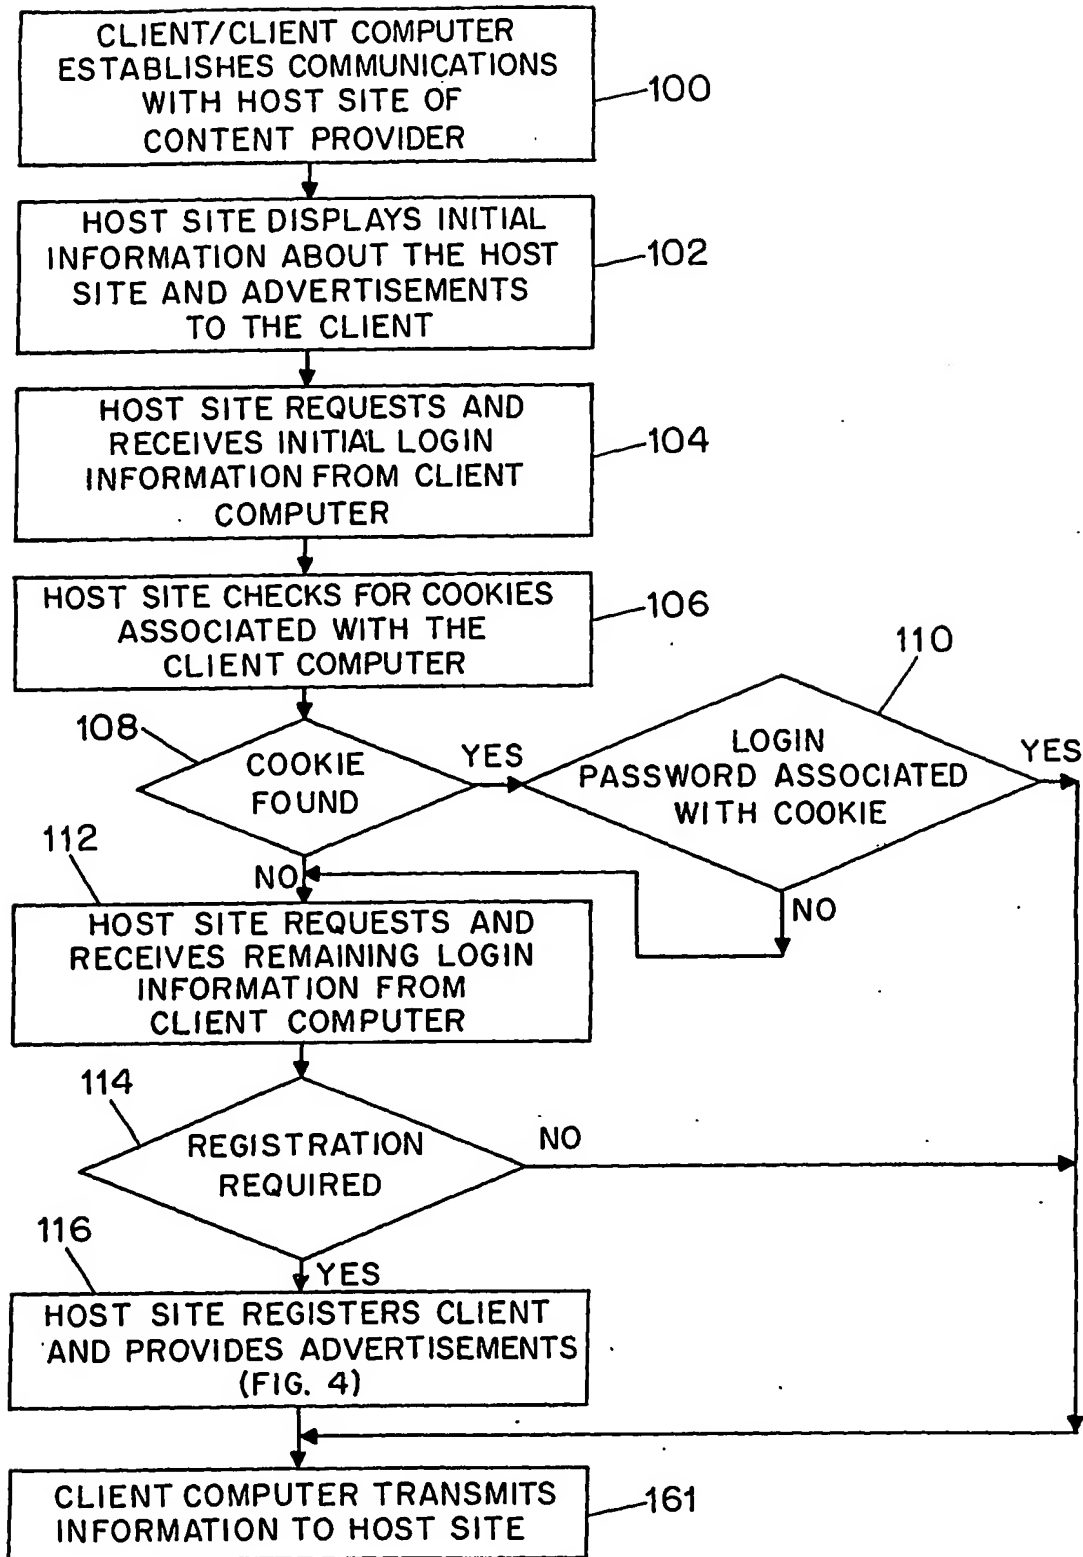 CLIENT/CLIENT COMPUTER
ESTABLISHES COMMUNICATIONS
WITH HOST SITE OF
CONTENT PROVIDER
100
HOST SITE DISPLAYS INITIAL
INFORMATION ABOUT THE HOST
SITE AND ADVERTISEMENTS
TO THE CLIENT
102
HOST SITE REQUESTS AND
RECEIVES INITIAL LOGIN
INFORMATION FROM CLIENT
COMPUTER
104
HOST SITE CHECKS FOR COOKIES
ASSOCIATED WITH THE
CLIENT COMPUTER
106
108
COOKIE
FOUND
YES
NO
110
LOGIN
PASSWORD ASSOCIATED
WITH COOKIE
YES
NO
112
HOST SITE REQUESTS AND
RECEIVES REMAINING LOGIN
INFORMATION FROM
CLIENT COMPUTER
114
REGISTRATION
REQUIRED
NO
YES
116
HOST SITE REGISTERS CLIENT
AND PROVIDES ADVERTISEMENTS
(FIG. 4)
CLIENT COMPUTER TRANSMITS
INFORMATION TO HOST SITE
161